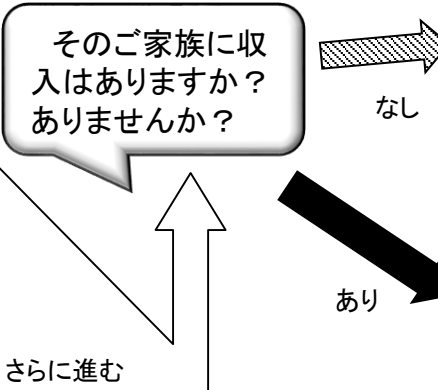 そのご家族に収
入はありますか？
ありませんか？
なし
あり
さらに進む